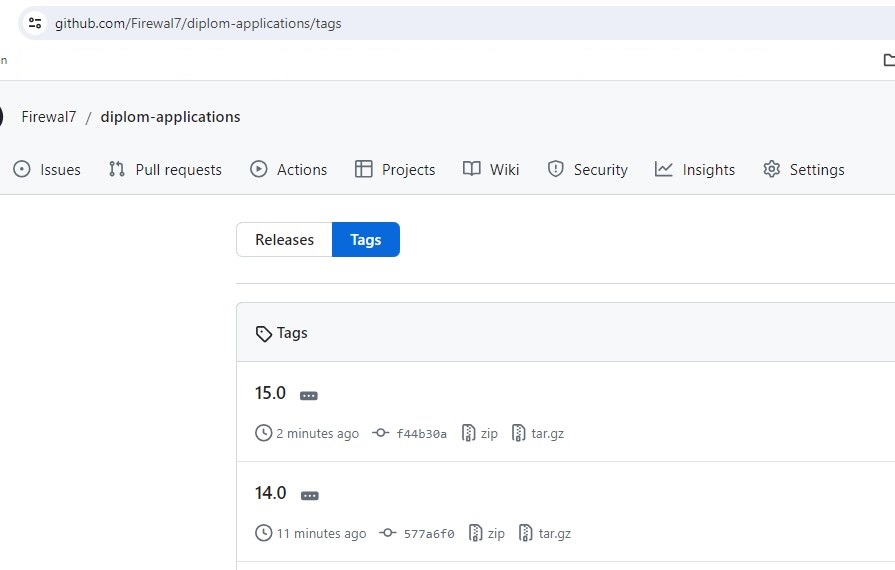 github.com/Firewal7/diplom-applications/tags
n
Firewal7 / diplom-applications
Issues Pull requests Actions Projects Wiki Security Insights Settings
Releases Tags
Tags
15.0
2 minutes ago f44b30a zip tar.gz
14.0
11 minutes ago 577a6f0 zip tar.gz